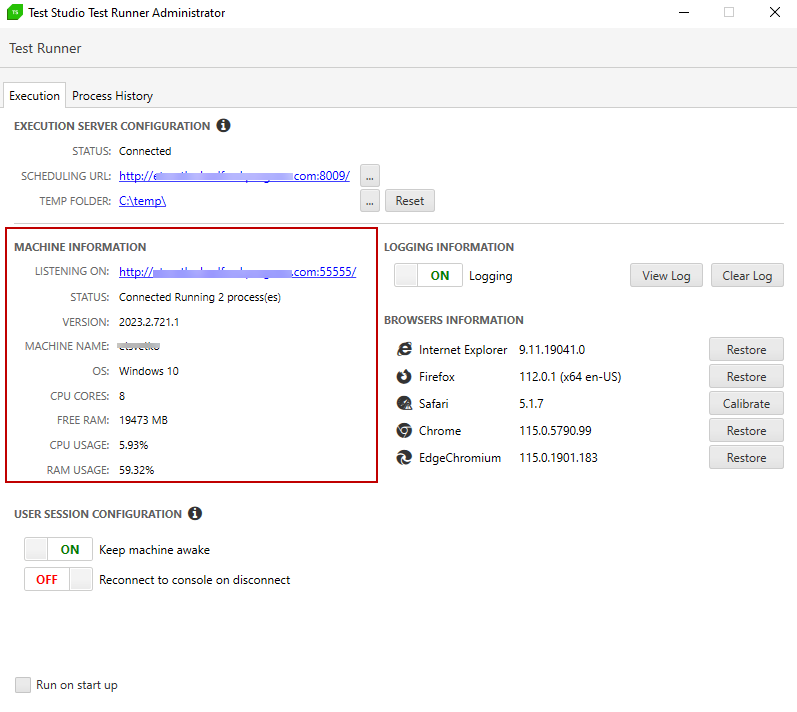 Test Studio Test Runner Administrator
Test Runner
Execution Process History
EXECUTION SERVER CONFIGURATION
STATUS: Connected
SCHEDULING URL: http:// .com:8009/ ...
TEMP FOLDER: C:\temp\ ... Reset
MACHINE INFORMATION
LISTENING ON: http:// .com:55555/
STATUS: Connected Running 2 process(es)
VERSION: 2023.2.721.1
MACHINE NAME:
OS: Windows 10
CPU CORES: 8
FREE RAM: 19473 MB
CPU USAGE: 5.93%
RAM USAGE: 59.32%
LOGGING INFORMATION
ON Logging View Log Clear Log
BROWSERS INFORMATION
Internet Explorer 9.11.19041.0 Restore
Firefox 112.0.1 (x64 en-US) Restore
Safari 5.1.7 Calibrate
Chrome 115.0.5790.99 Restore
EdgeChromium 115.0.1901.183 Restore
USER SESSION CONFIGURATION
ON Keep machine awake
OFF Reconnect to console on disconnect
Run on start up